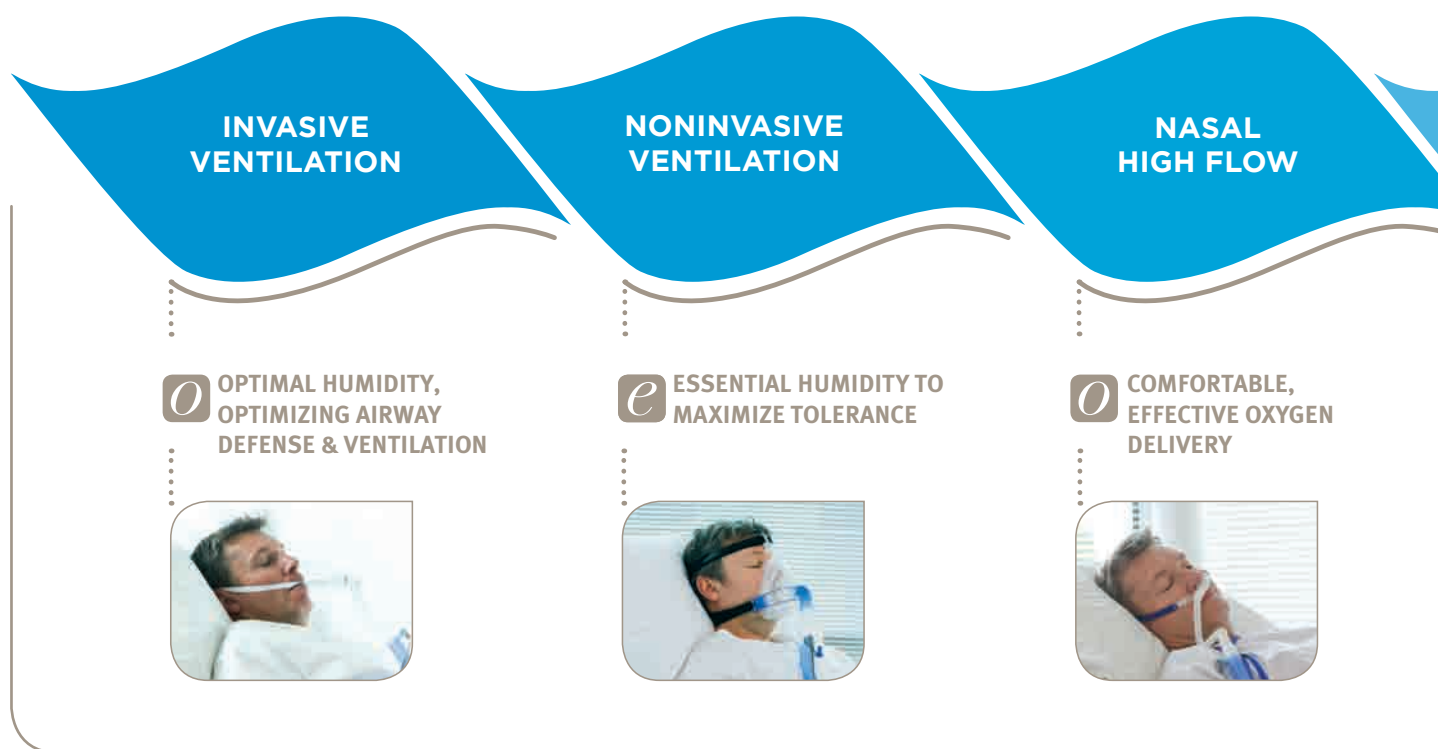 INVASIVE
VENTILATION
NONINVASIVE
VENTILATION
NASAL
HIGH FLOW
o
OPTIMAL HUMIDITY,
OPTIMIZING AIRWAY
DEFENSE & VENTILATION
e
ESSENTIAL HUMIDITY TO
MAXIMIZE TOLERANCE
o
COMFORTABLE,
EFFECTIVE OXYGEN
DELIVERY